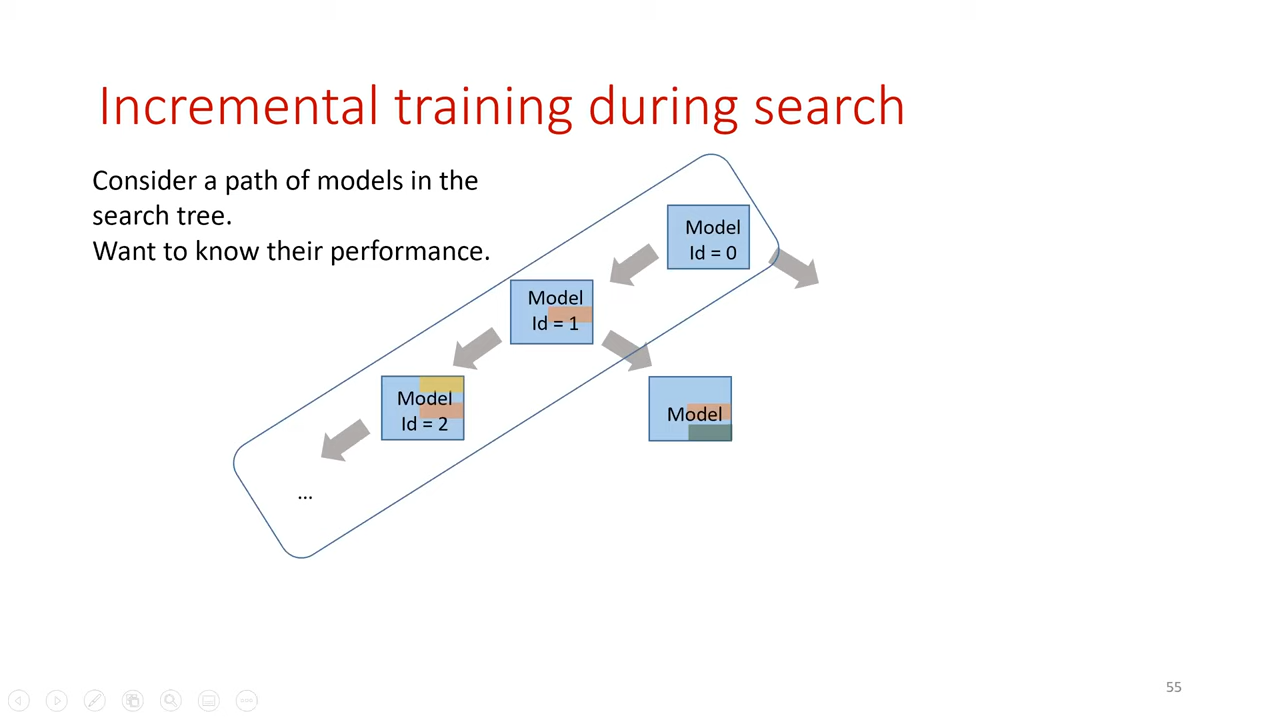 Incremental training during search
Consider a path of models in the
search tree.
Want to know their performance.
Model
Id = 0
Model
Id = 1
Model
Id = 2
Model
...
55